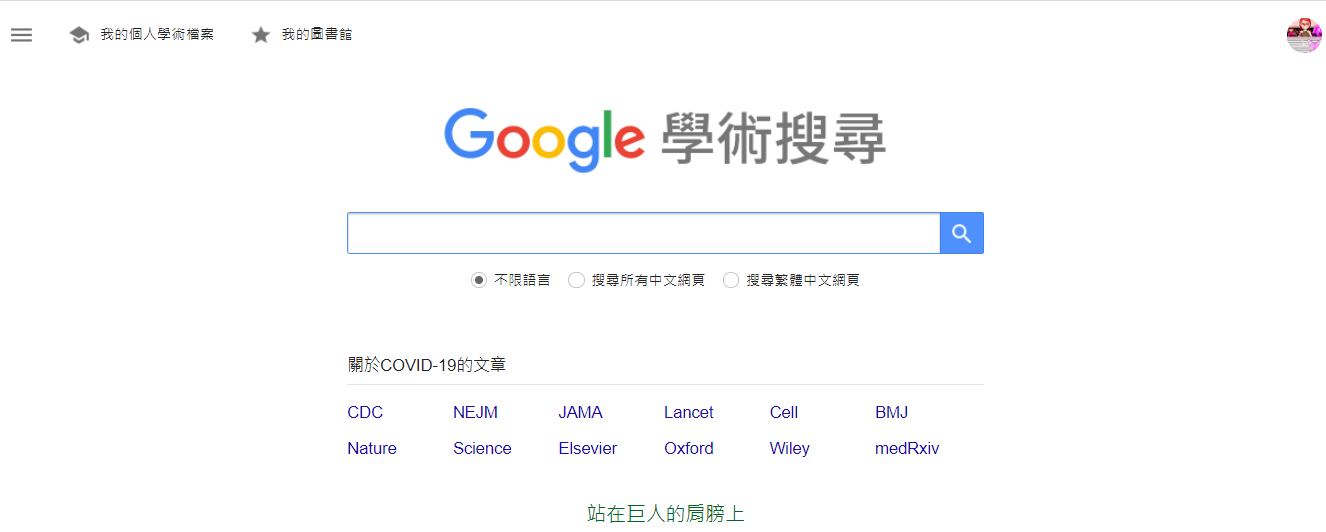 我的個人學術檔案 我的圖書館
Google 學術搜尋
不限語言 搜尋所有中文網頁 搜尋繁體中文網頁
關於COVID-19的文章
CDC NEJM JAMA Lancet Cell BMJ
Nature Science Elsevier Oxford Wiley medRxiv
站在巨人的肩膀上